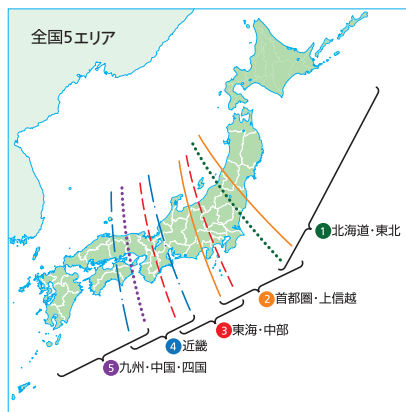 全国5エリア
1北海道・東北
2首都圏・上信越
3東海・中部
4近畿
5九州・中国・四国